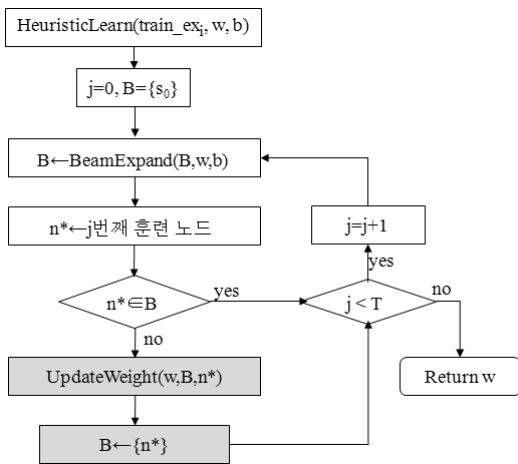 HeuristicLearn(train_exᵢ, w, b)
j=0, B={s₀}
B←BeamExpand(B,w,b)
n*←j번째 훈련 노드
j=j+1
yes
n*∈B
yes
j < T
no
no
UpdateWeight(w,B,n*)
Return w
B←{n*}